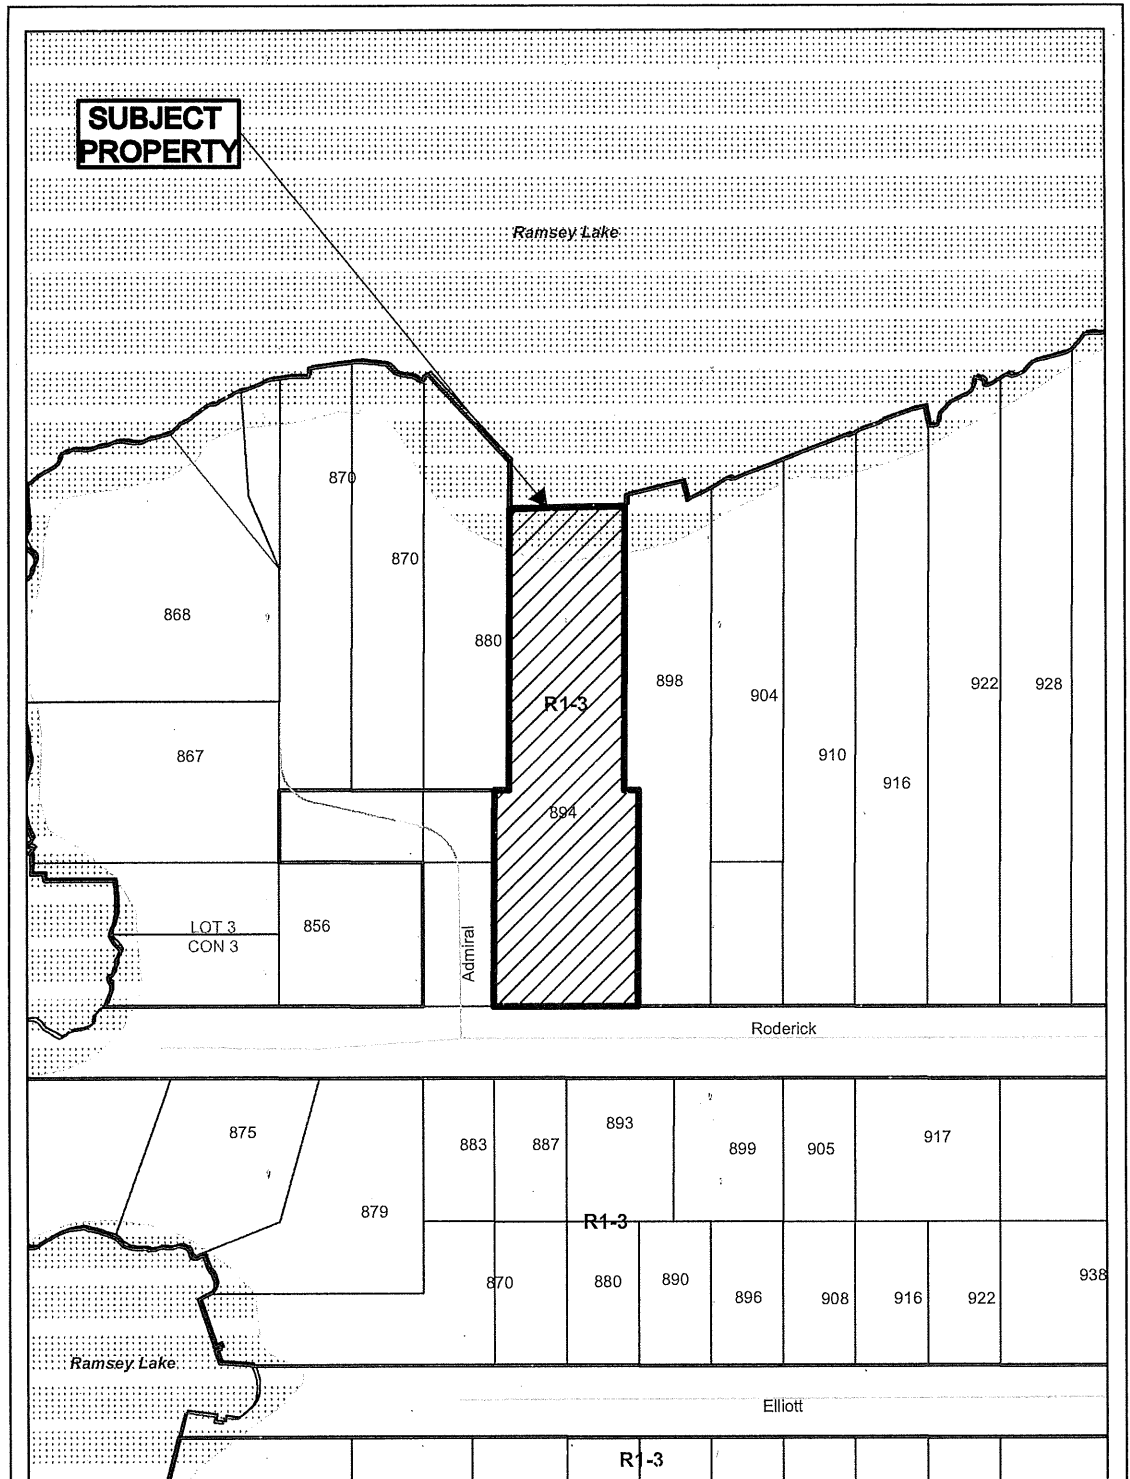 SUBJECT
PROPERTY
Ramsey Lake
870
870
868
880
898
922
928
904
R1-3
910
867
916
894
856
LOT 3
CON 3
Admiral
Roderick
893
875
883
887
899
905
917
879
R1-3
870
880
890
896
908
916
922
938
Ramsey Lake
Elliott
R1-3